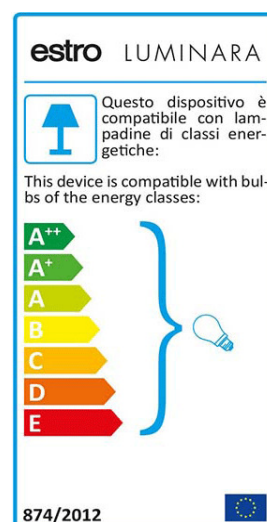 estro LUMINARA
Questo dispositivo è
compatibile con lam-
padine di classi ener-
getiche:
This device is compatible with bul-
bs of the energy classes:
A++
A+
A
B
C
D
E
874/2012